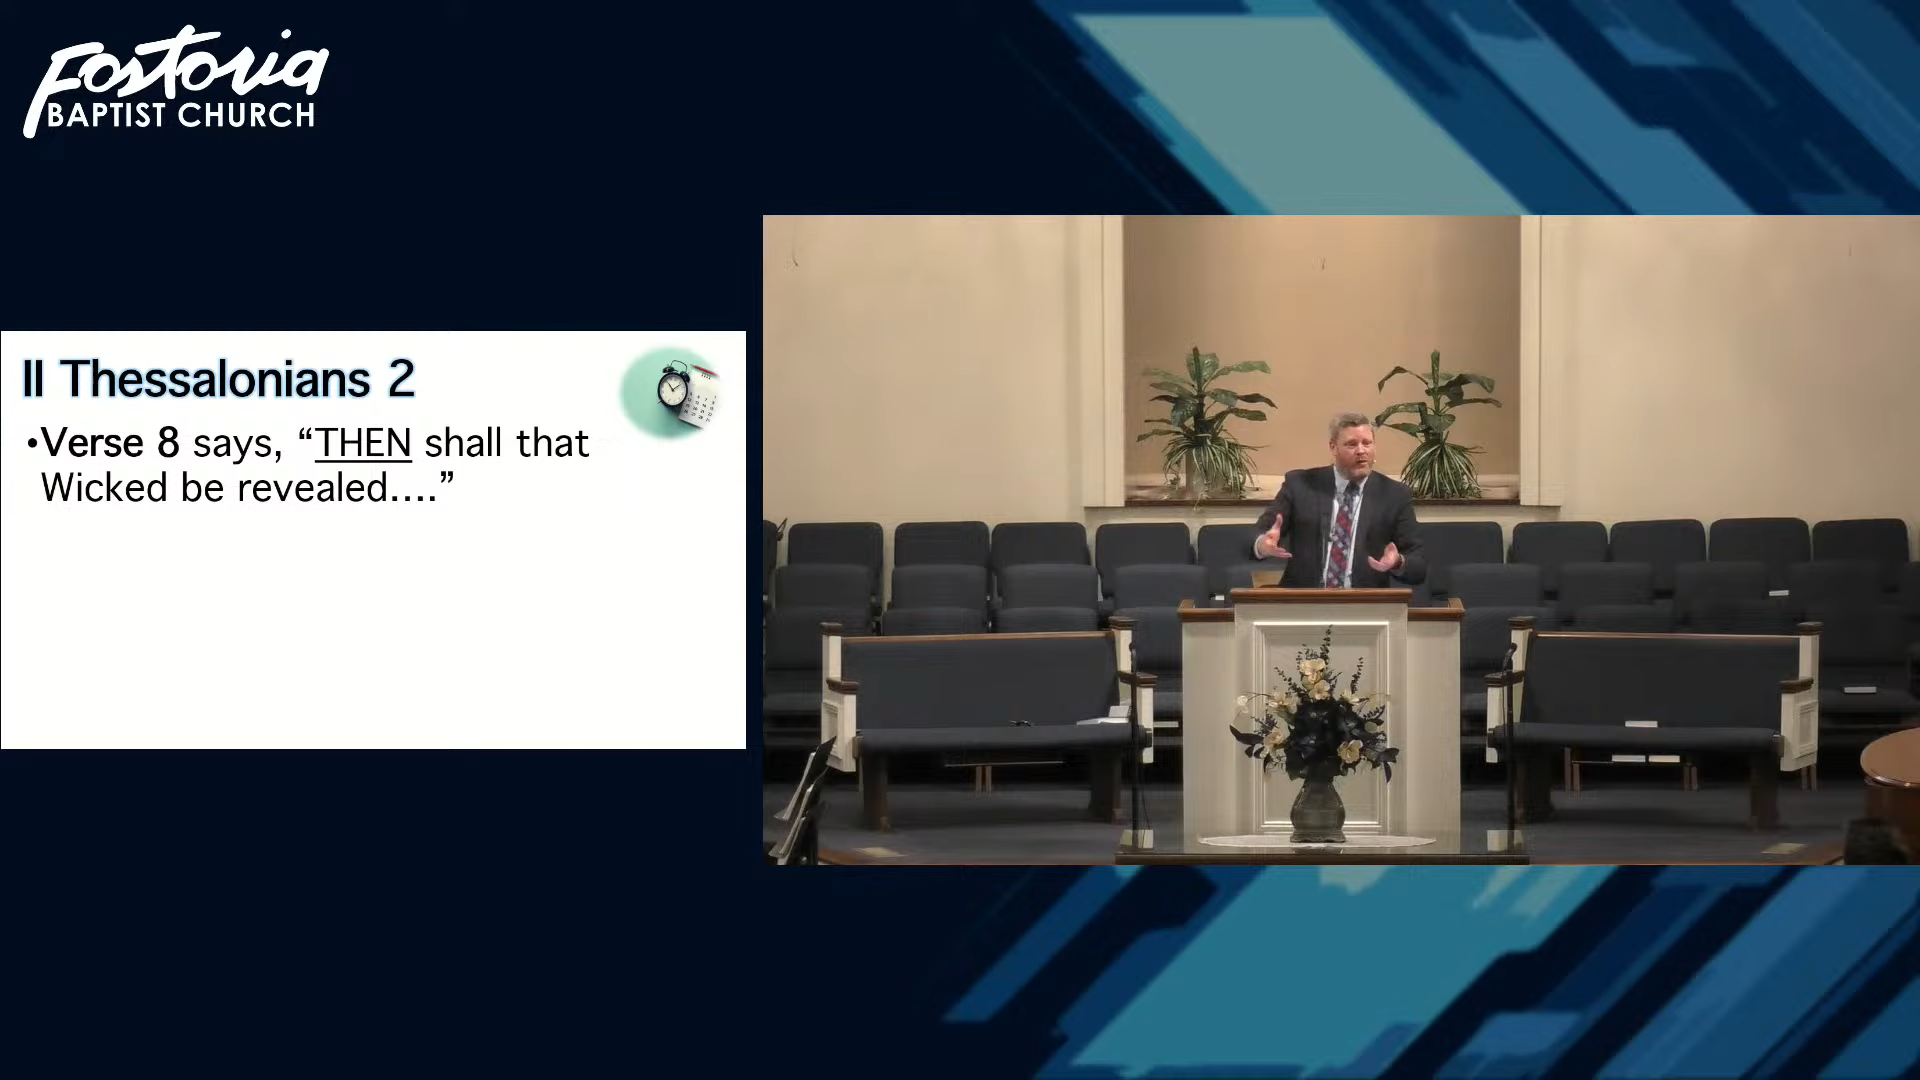 Fostoria
BAPTIST CHURCH
II Thessalonians 2
•Verse 8 says, “THEN shall that
Wicked be revealed....”